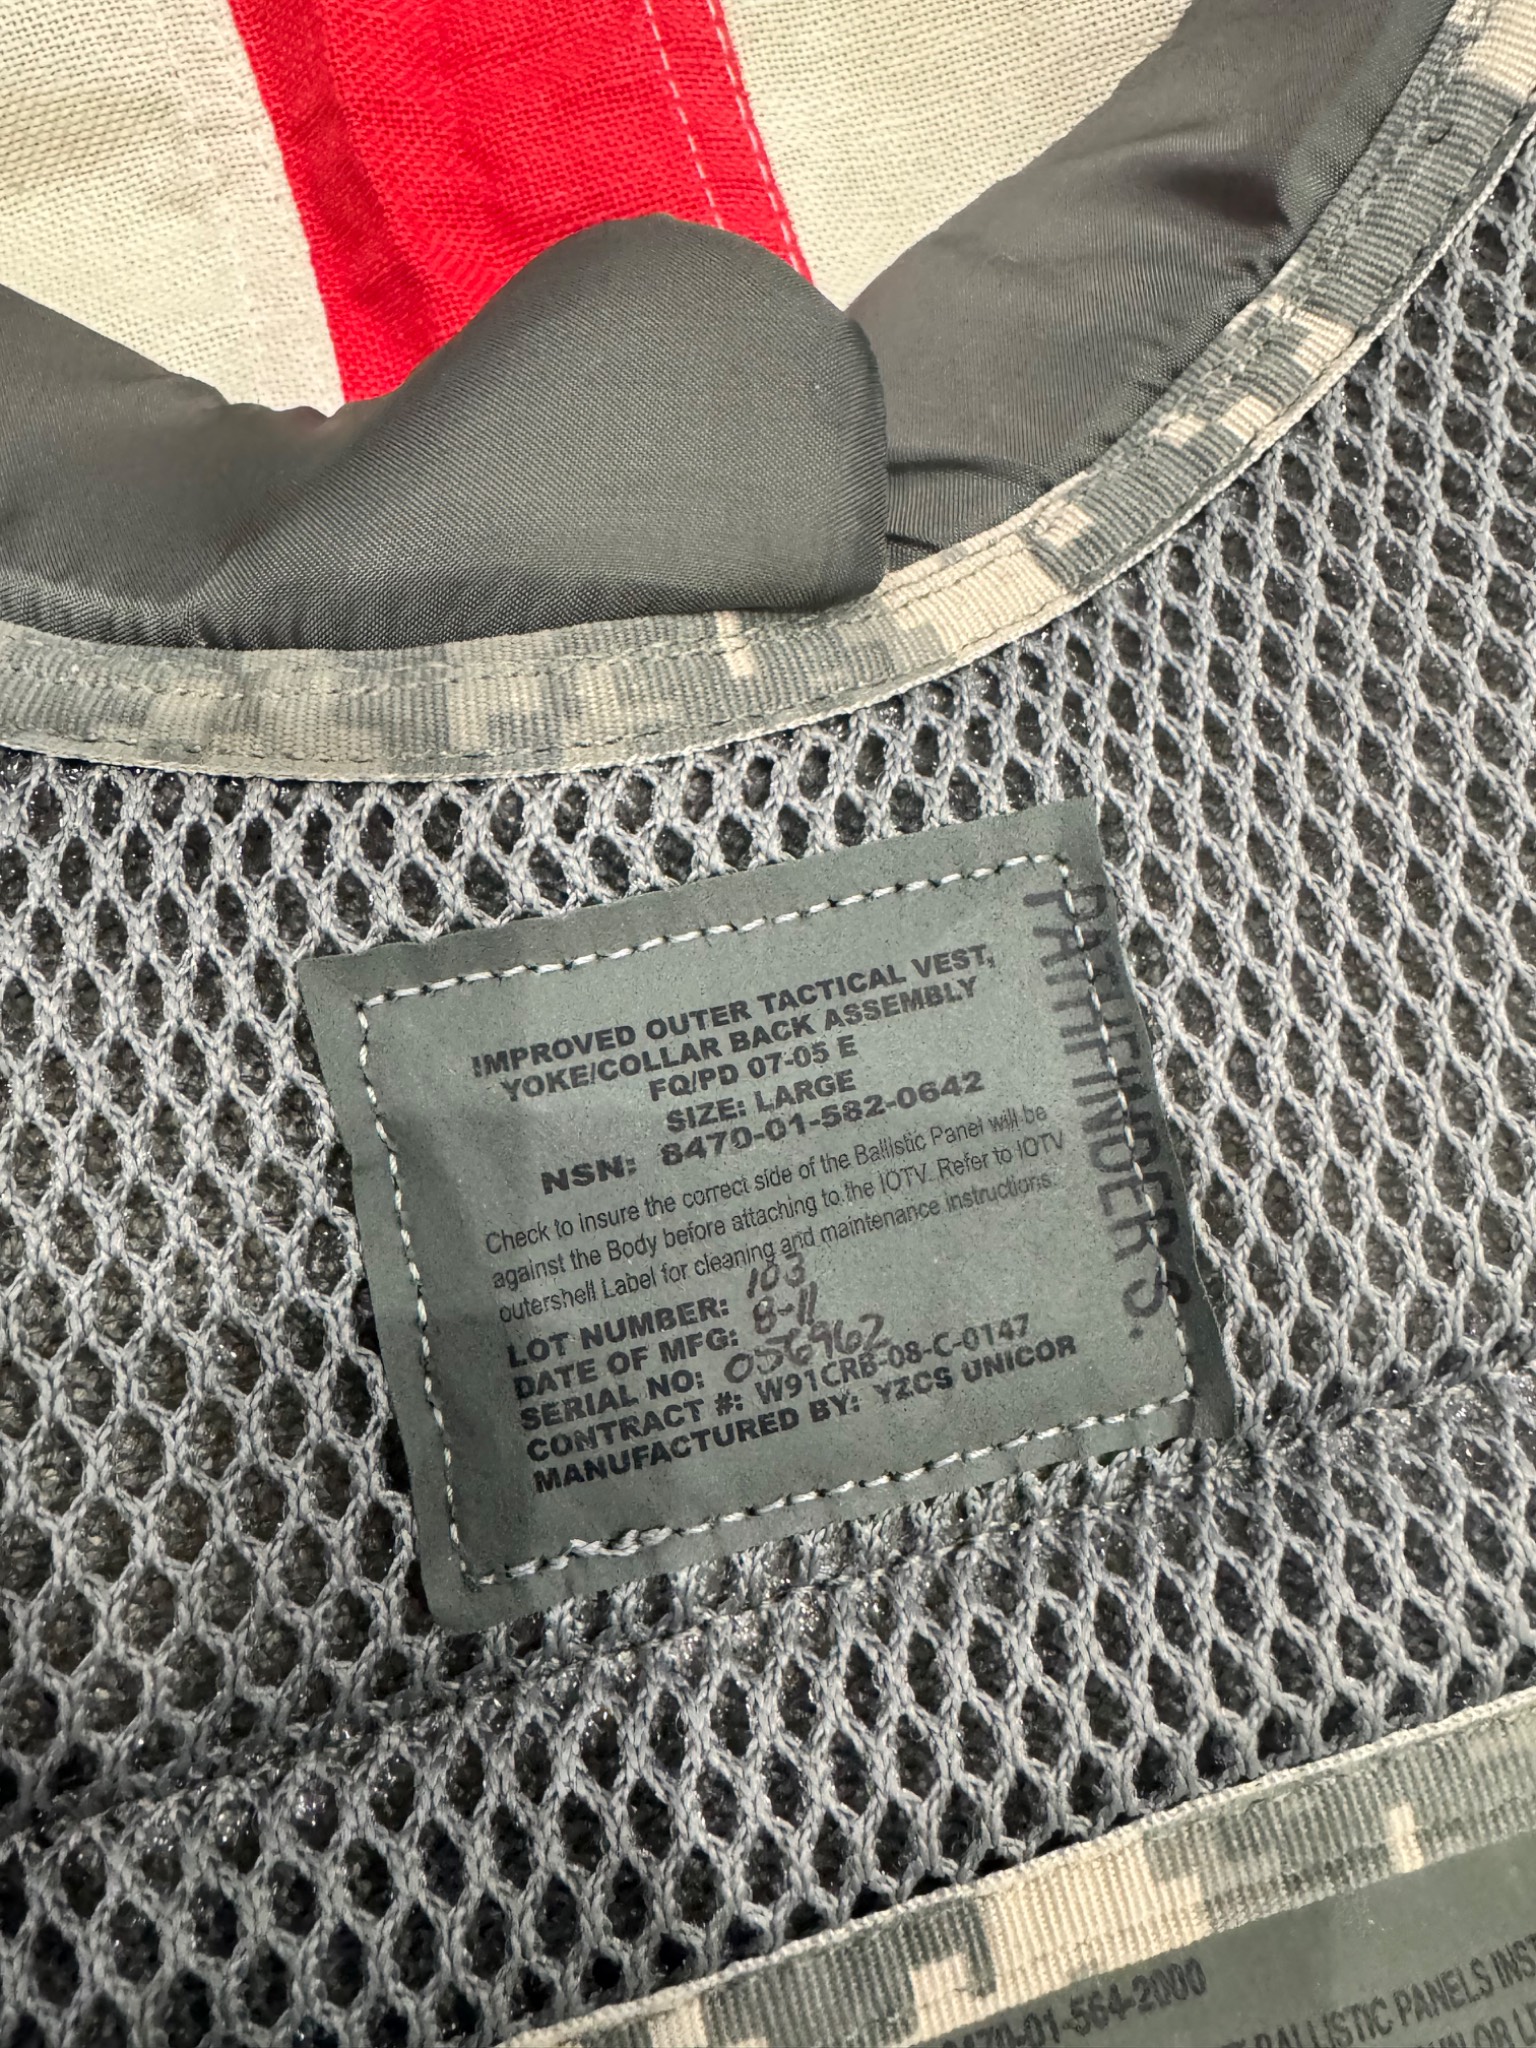 IMPROVED OUTER TACTICAL VEST,
YOKE/COLLAR BACK ASSEMBLY
FQ/PD 07-05 E
SIZE: LARGE
NSN: 8470-01-582-0642
Check to insure the correct side of the Ballistic Panel will be
against the Body before attaching to the IOTV. Refer to IOTV
outershell Label for cleaning and maintenance instructions.
LOT NUMBER: 103
DATE OF MFG: 8-11
SERIAL NO: 056962
CONTRACT #: W91CRB-08-C-0147
MANUFACTURED BY: YZCS UNICOR
PATHFINDERS.
470-01-564-2000
BALLISTIC PANELS